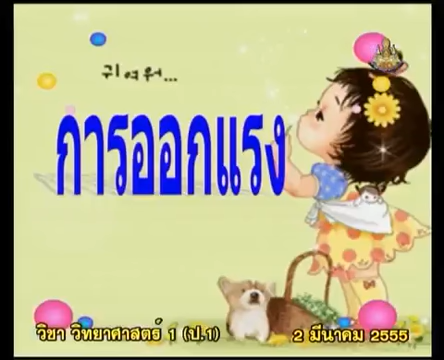 귀여워...
การออกแรง
วิชา วิทยาศาสตร์ 1 (ป.1)
2 มีนาคม 2555